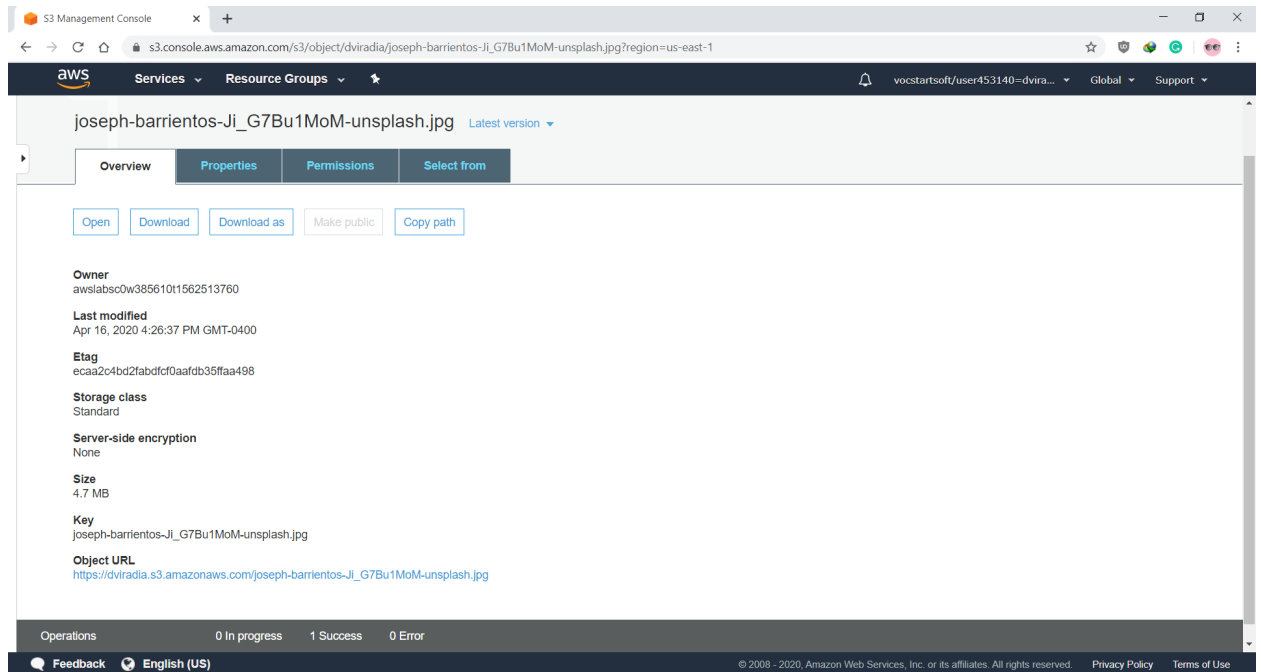 S3 Management Console
s3.console.aws.amazon.com/s3/object/dviradia/joseph-barrientos-Ji_G7Bu1MoM-unsplash.jpg?region=us-east-1
aws Services Resource Groups vocstartsoft/user453140=dvira... Global Support
joseph-barrientos-Ji_G7Bu1MoM-unsplash.jpg Latest version
Overview Properties Permissions Select from
Open Download Download as Make public Copy path
Owner
awslabsc0w385610t1562513760
Last modified
Apr 16, 2020 4:26:37 PM GMT-0400
Etag
ecaa2c4bd2fabdfcf0aafdb35ffaa498
Storage class
Standard
Server-side encryption
None
Size
4.7 MB
Key
joseph-barrientos-Ji_G7Bu1MoM-unsplash.jpg
Object URL
https://dviradia.s3.amazonaws.com/joseph-barrientos-Ji_G7Bu1MoM-unsplash.jpg
Operations 0 In progress 1 Success 0 Error
Feedback English (US) © 2008 - 2020, Amazon Web Services, Inc. or its affiliates. All rights reserved. Privacy Policy Terms of Use